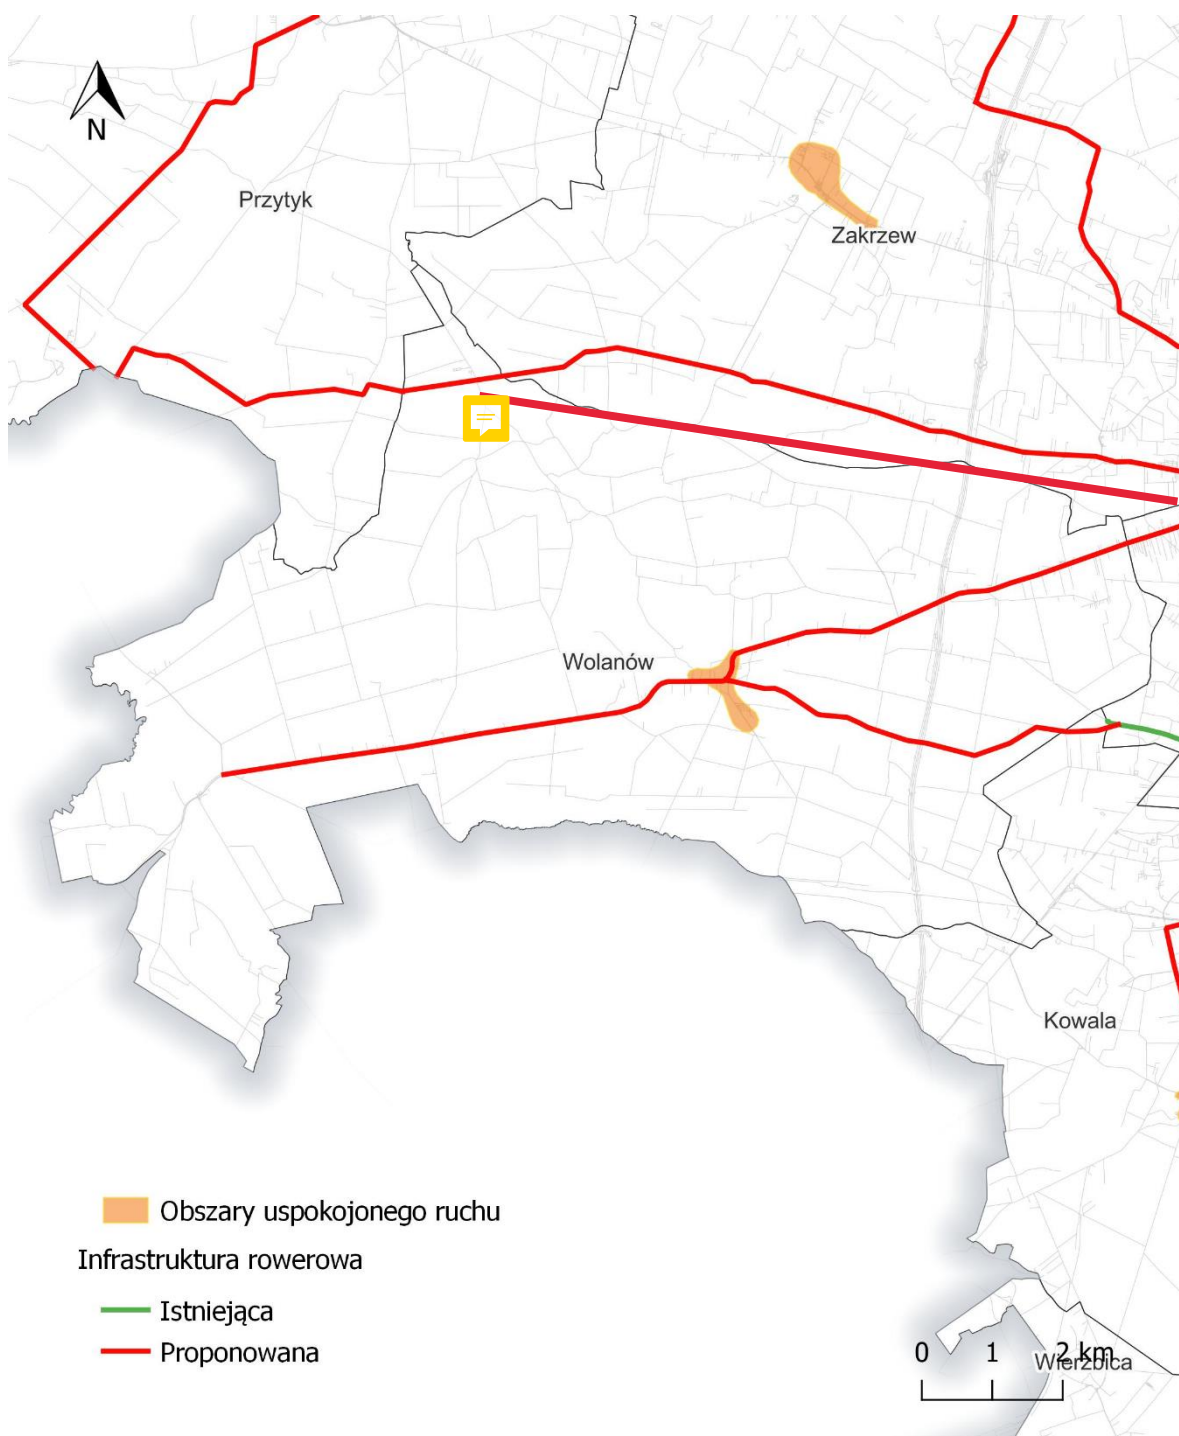 N
Przytyk
Zakrzew
Wolanów
Kowala
Obszary uspokojonego ruchu
Infrastruktura rowerowa
Istniejąca
Proponowana
0 1 2 km
Wierzbica